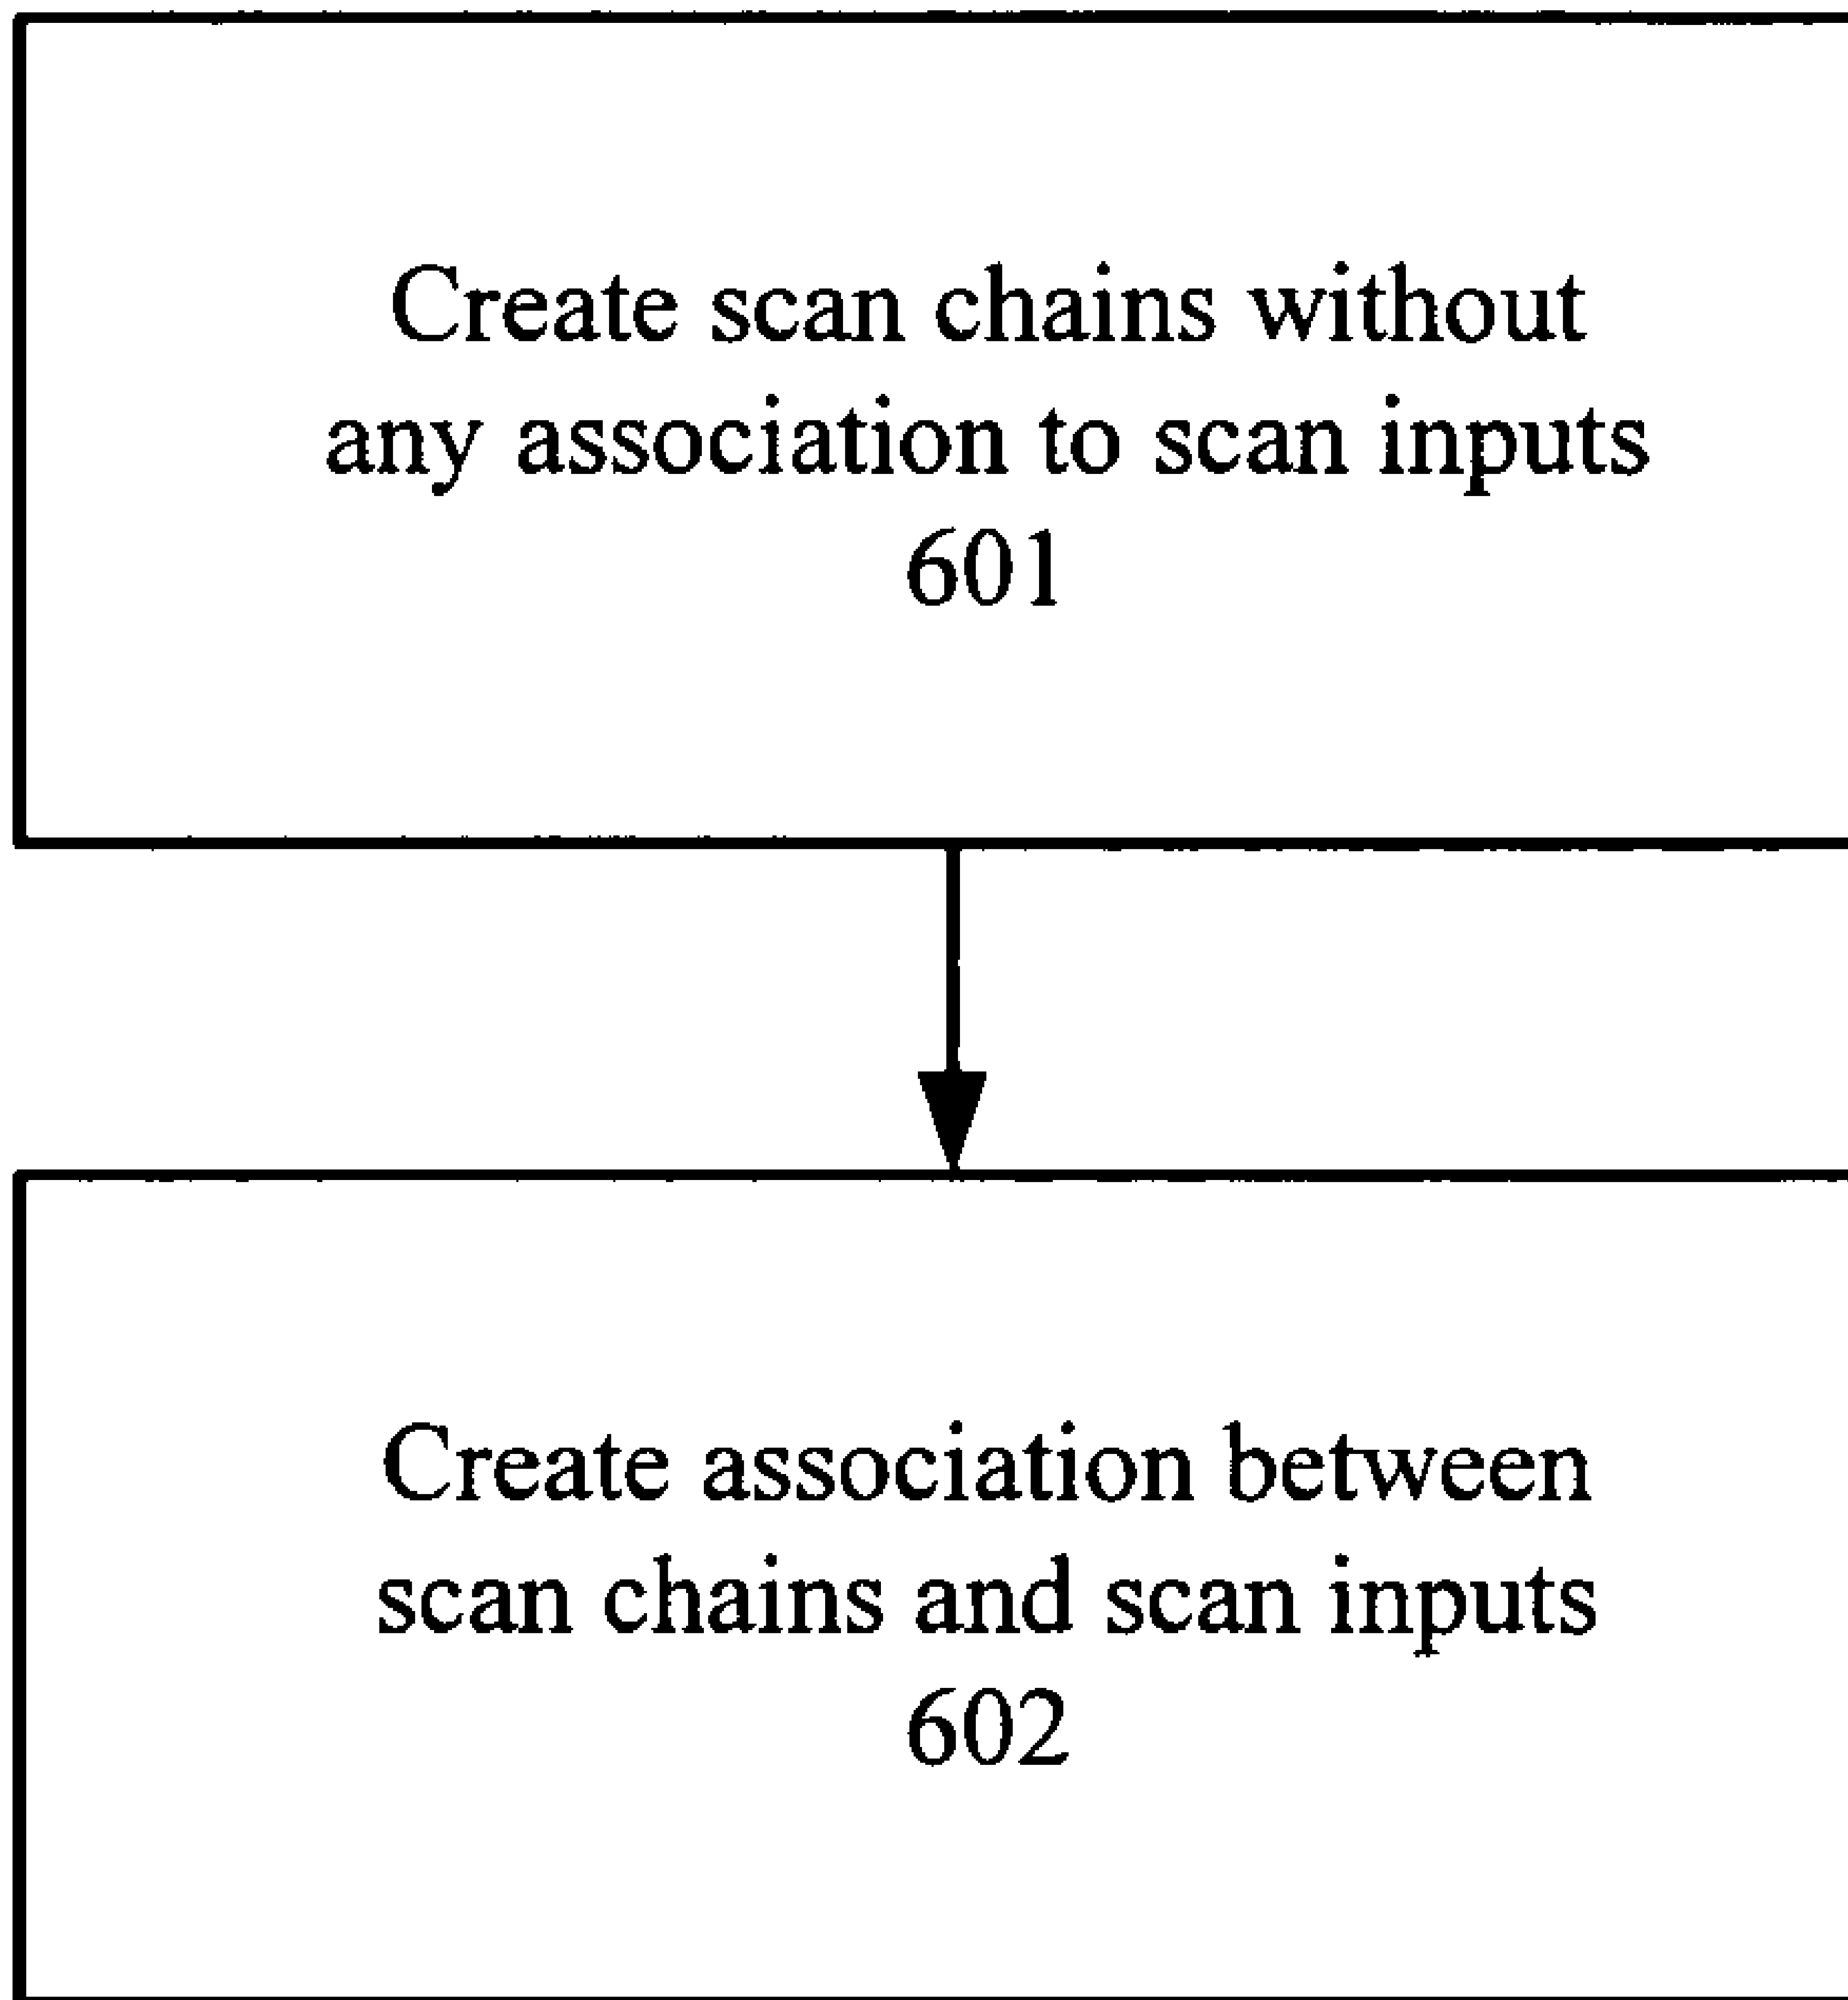 Create scan chains without
any association to scan inputs
601
Create association between
scan chains and scan inputs
602